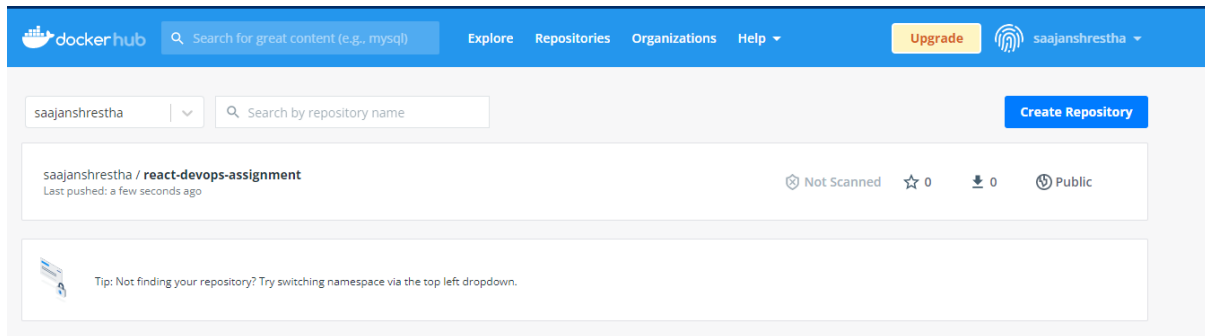 dockerhub Search for great content (e.g., mysql) Explore Repositories Organizations Help Upgrade saajanshrestha
saajanshrestha Search by repository name Create Repository
saajanshrestha / react-devops-assignment
Last pushed: a few seconds ago
Not Scanned 0 0 Public
Tip: Not finding your repository? Try switching namespace via the top left dropdown.